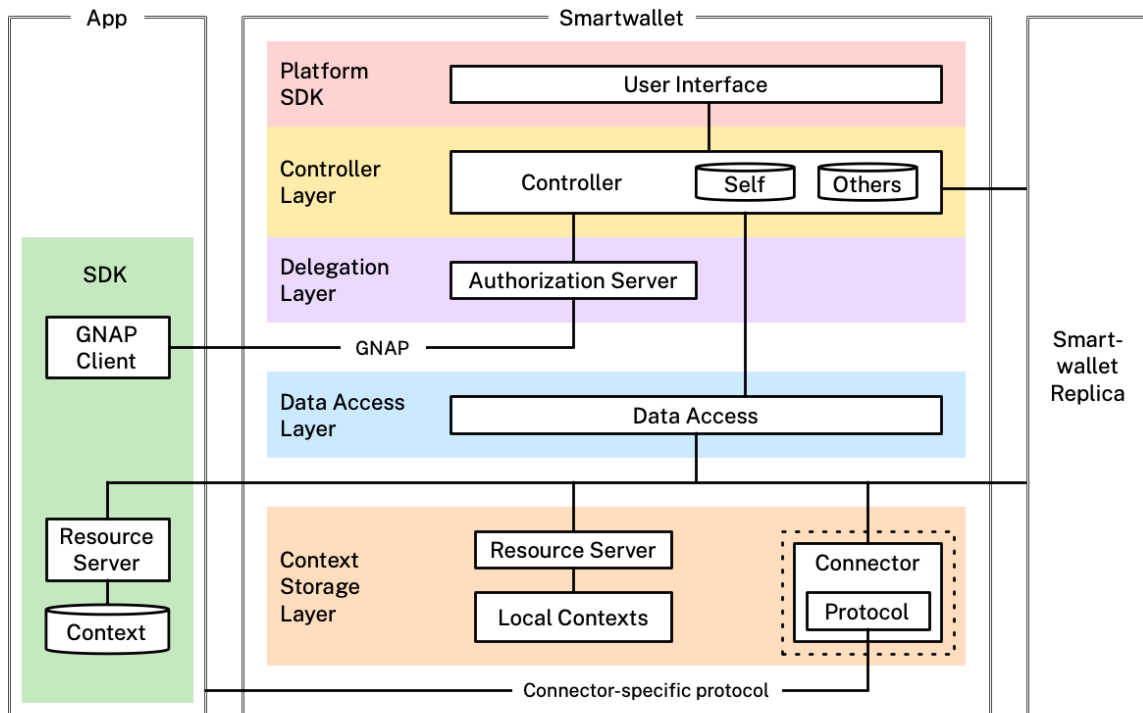 App
Smartwallet
Platform
SDK
User Interface
Controller
Layer
Controller
Self
Others
Delegation
Layer
Authorization Server
SDK
GNAP
Client
GNAP
Smart-
wallet
Replica
Data Access
Layer
Data Access
Resource
Server
Context
Context
Storage
Layer
Resource Server
Local Contexts
Connector
Protocol
Connector-specific protocol